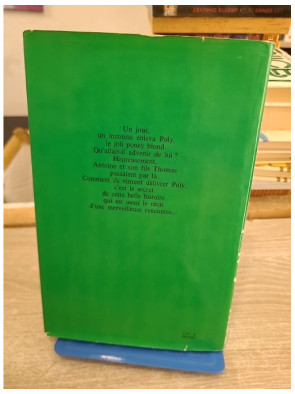 Un jour,
un inconnu enleva Poly,
le joli poney blond.
Qu'allait-il advenir de lui ?
Heureusement,
Antoine et son fils Thomas
passaient par là.
Comment ils vinrent délivrer Poly,
c'est le secret
de cette belle histoire
qui est aussi le récit
d'une merveilleuse rencontre...